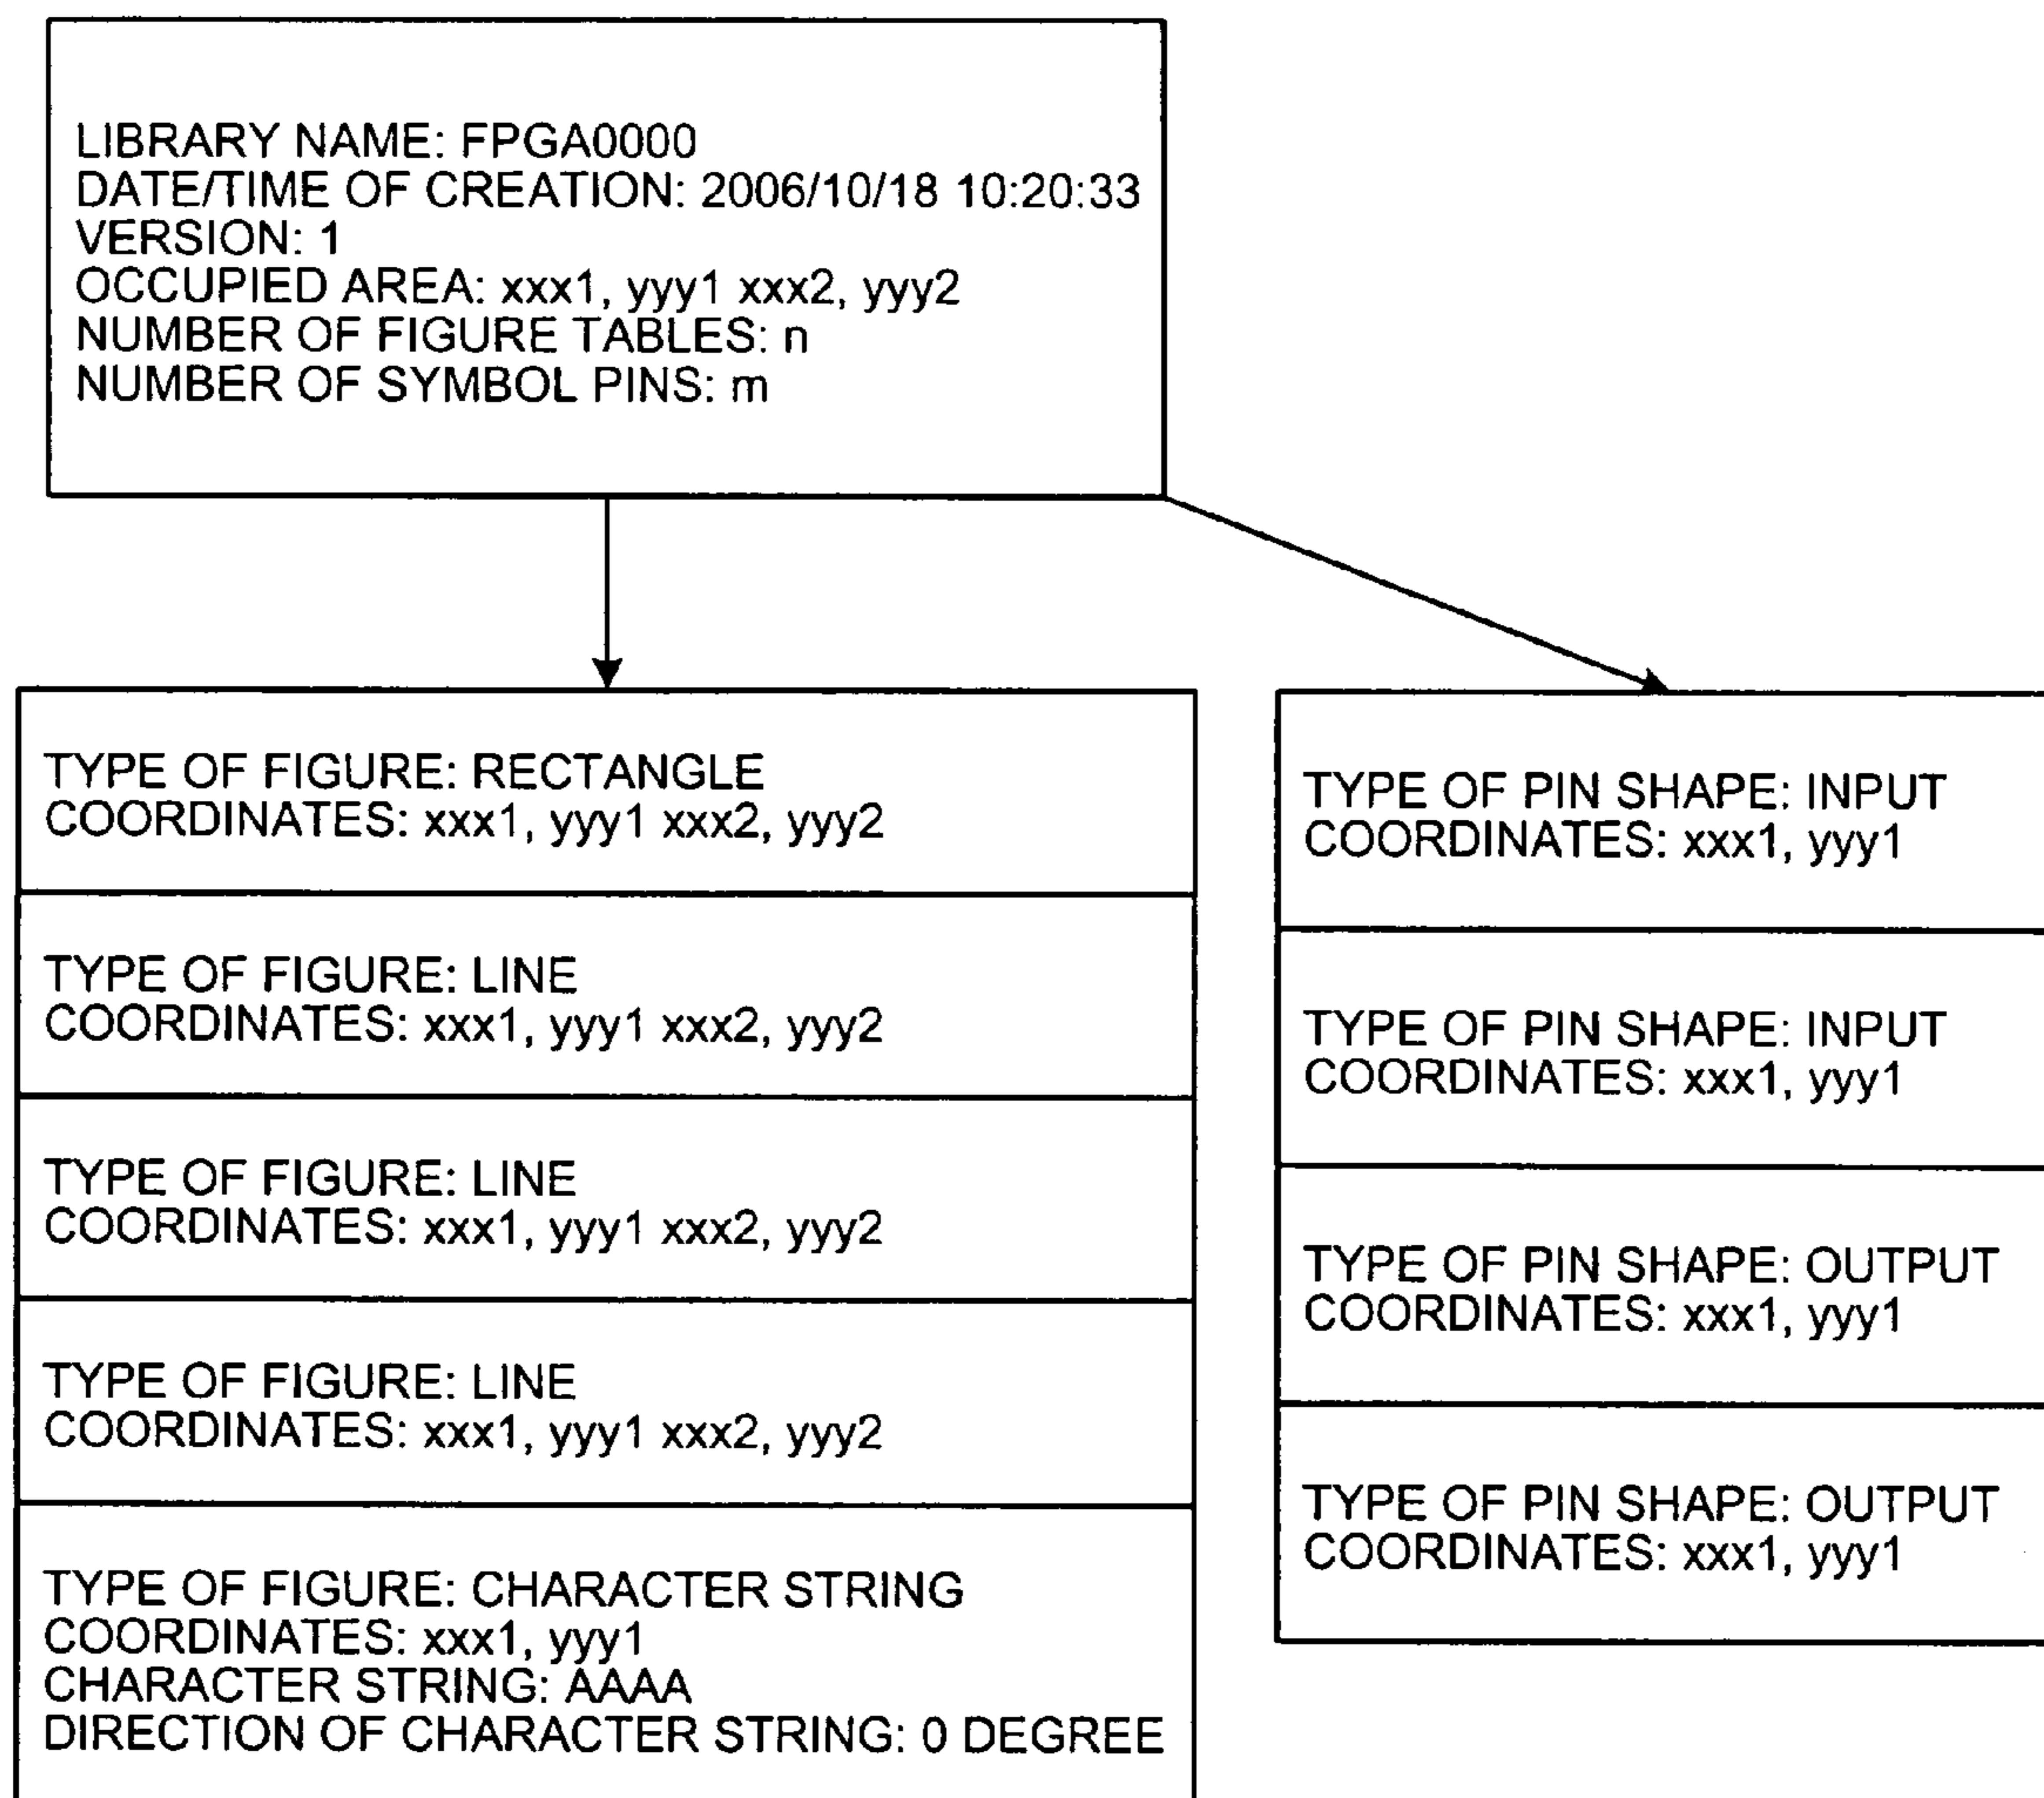 LIBRARY NAME: FPGA0000
DATE/TIME OF CREATION: 2006/10/18 10:20:33
VERSION: 1
OCCUPIED AREA: xxx1, yyy1 xxx2, yyy2
NUMBER OF FIGURE TABLES: n
NUMBER OF SYMBOL PINS: m
TYPE OF FIGURE: RECTANGLE
COORDINATES: xxx1, yyy1 xxx2, yyy2
TYPE OF FIGURE: LINE
COORDINATES: xxx1, yyy1 xxx2, yyy2
TYPE OF FIGURE: LINE
COORDINATES: xxx1, yyy1 xxx2, yyy2
TYPE OF FIGURE: LINE
COORDINATES: xxx1, yyy1 xxx2, yyy2
TYPE OF FIGURE: CHARACTER STRING
COORDINATES: xxx1, yyy1
CHARACTER STRING: AAAA
DIRECTION OF CHARACTER STRING: 0 DEGREE
TYPE OF PIN SHAPE: INPUT
COORDINATES: xxx1, yyy1
TYPE OF PIN SHAPE: INPUT
COORDINATES: xxx1, yyy1
TYPE OF PIN SHAPE: OUTPUT
COORDINATES: xxx1, yyy1
TYPE OF PIN SHAPE: OUTPUT
COORDINATES: xxx1, yyy1